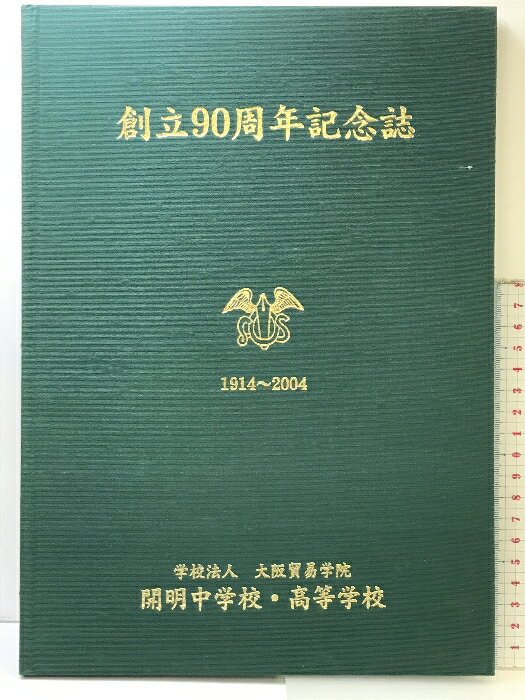 創立90周年記念誌
1914～2004
学校法人 大阪貿易学院
開明中学校・高等学校